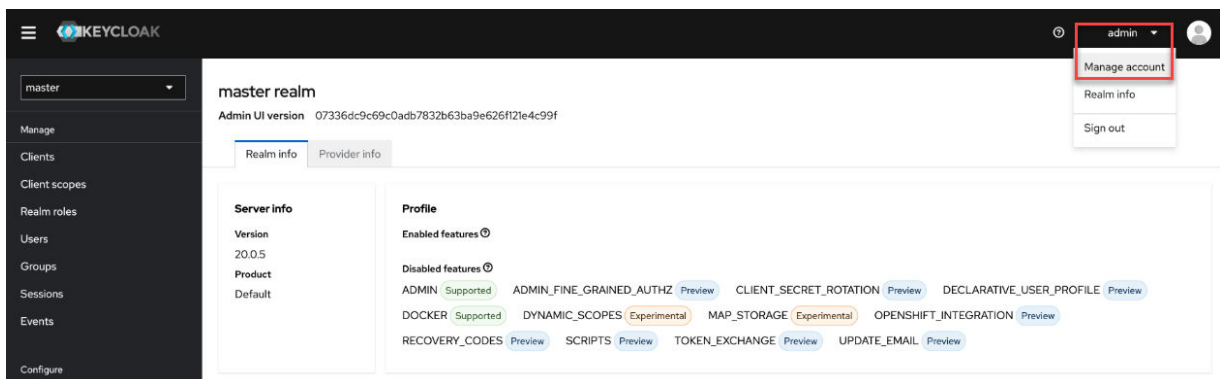 KEYCLOAK
admin
Manage account
Realm info
Sign out
master
Manage
Clients
Client scopes
Realm roles
Users
Groups
Sessions
Events
Configure
master realm
Admin UI version 07336dc9c69c0adb7832b63ba9e626f121e4c99f
Realm info Provider info
Server info
Version
20.0.5
Product
Default
Profile
Enabled features
Disabled features
ADMIN Supported ADMIN_FINE_GRAINED_AUTHZ Preview CLIENT_SECRET_ROTATION Preview DECLARATIVE_USER_PROFILE Preview
DOCKER Supported DYNAMIC_SCOPES Experimental MAP_STORAGE Experimental OPENSHIFT_INTEGRATION Preview
RECOVERY_CODES Preview SCRIPTS Preview TOKEN_EXCHANGE Preview UPDATE_EMAIL Preview